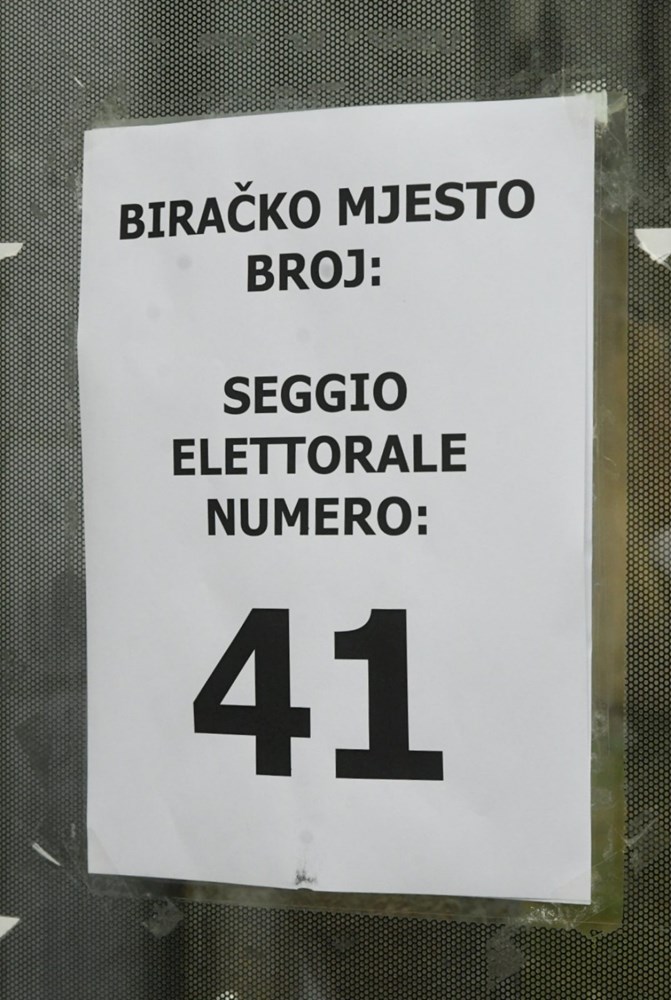 BIRAČKO MJESTO
BROJ:
SEGGIO
ELETTORALE
NUMERO:
41